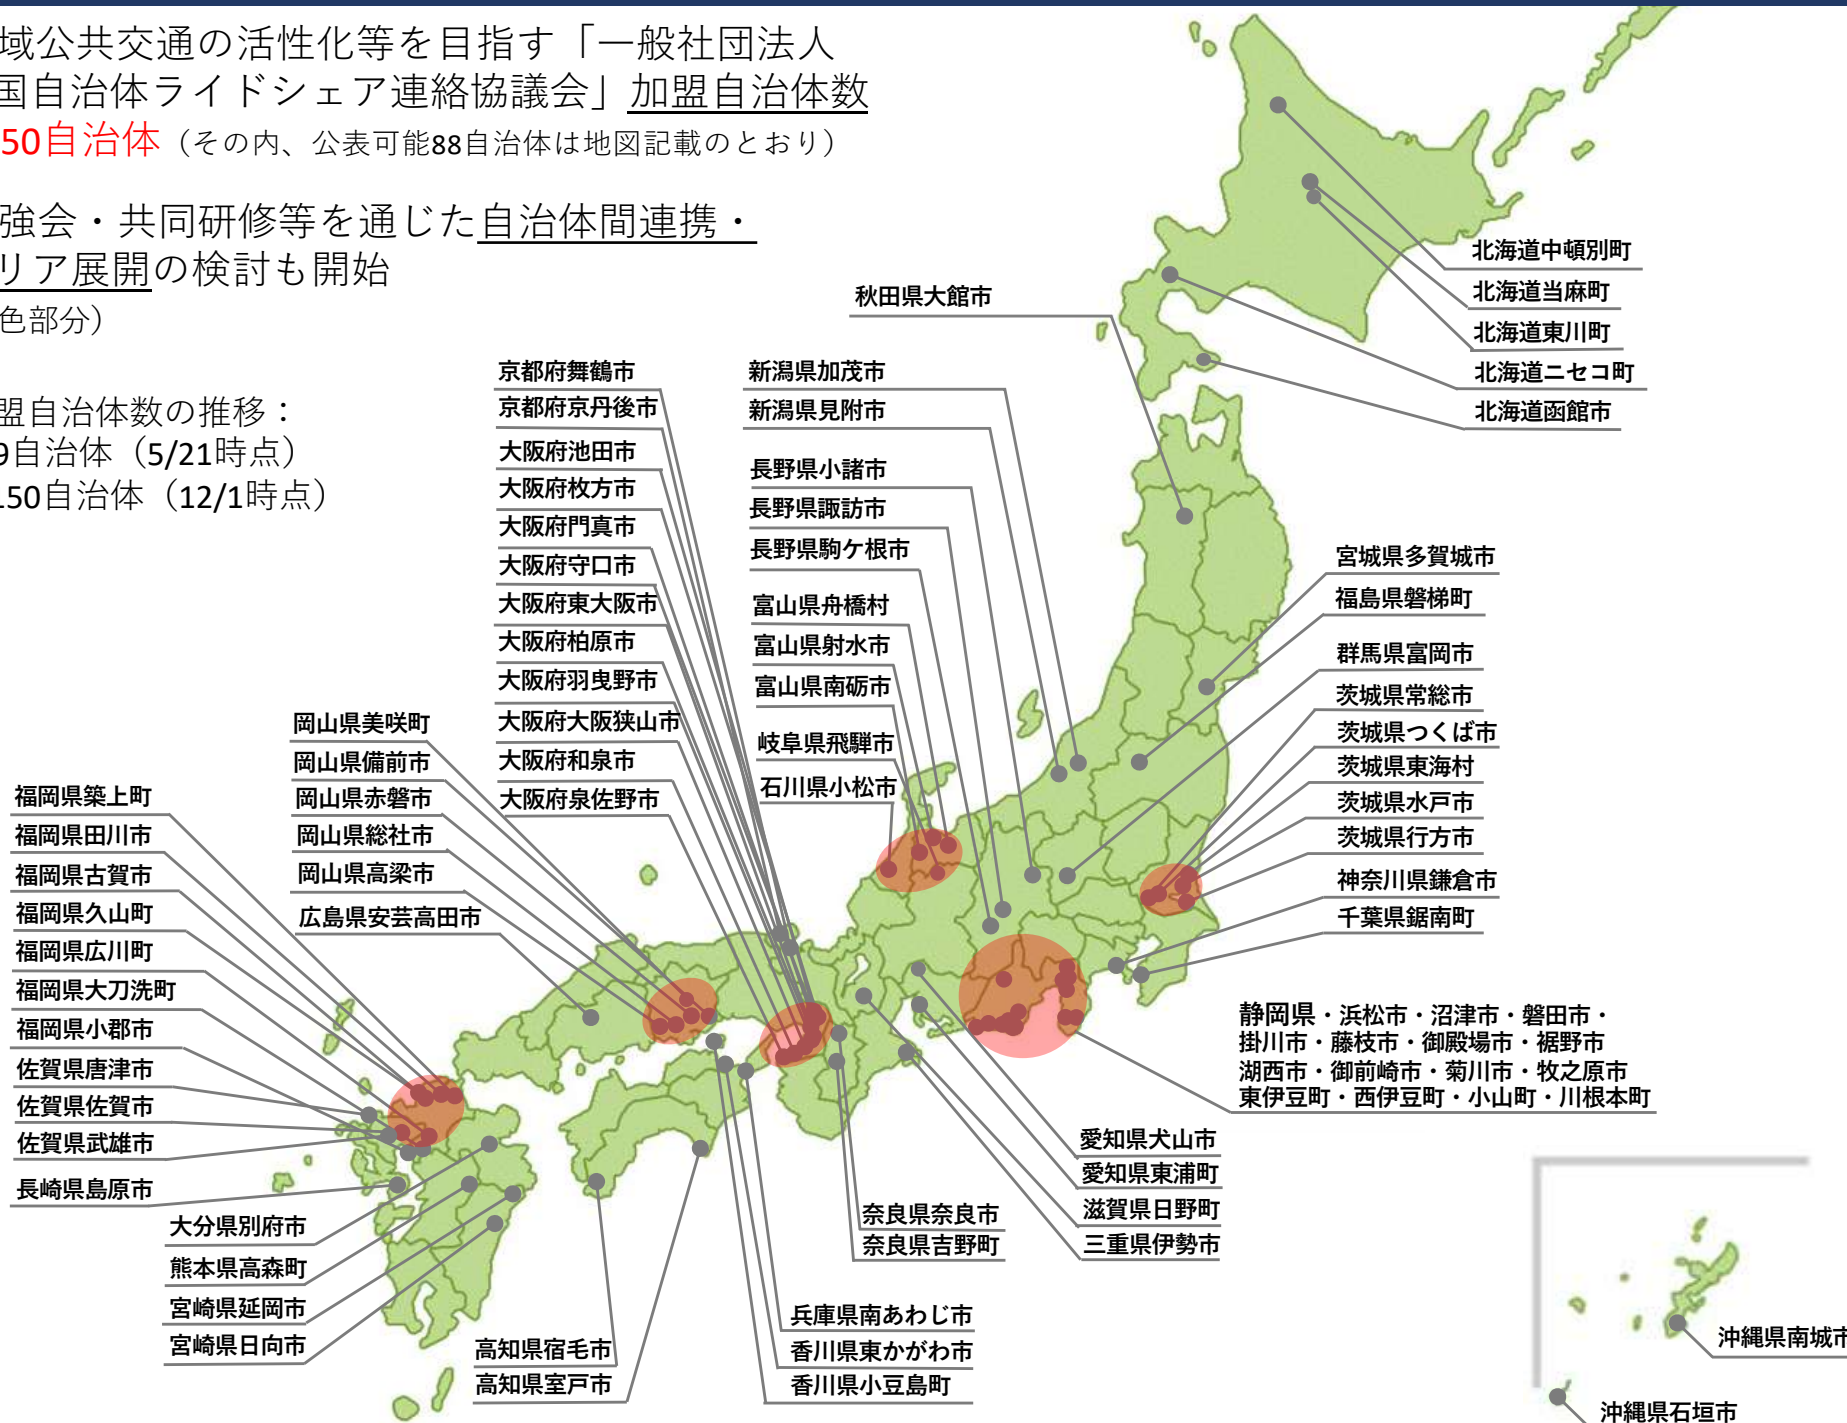 域公共交通の活性化等を目指す「一般社団法人
国自治体ライドシェア連絡協議会」加盟自治体数
50自治体（その内、公表可能88自治体は地図記載のとおり）
強会・共同研修等を通じた自治体間連携・
リア展開の検討も開始
色部分）
盟自治体数の推移：
9自治体（5/21時点）
150自治体（12/1時点）
北海道中頓別町
北海道当麻町
北海道東川町
北海道ニセコ町
北海道函館市
秋田県大館市
宮城県多賀城市
福島県磐梯町
群馬県富岡市
茨城県常総市
茨城県つくば市
茨城県東海村
茨城県水戸市
茨城県行方市
神奈川県鎌倉市
千葉県鋸南町
新潟県加茂市
新潟県見附市
長野県小諸市
長野県諏訪市
長野県駒ケ根市
富山県舟橋村
富山県射水市
富山県南砺市
岐阜県飛騨市
石川県小松市
京都府舞鶴市
京都府京丹後市
大阪府池田市
大阪府枚方市
大阪府門真市
大阪府守口市
大阪府東大阪市
大阪府柏原市
大阪府羽曳野市
大阪府大阪狭山市
大阪府和泉市
大阪府泉佐野市
岡山県美咲町
岡山県備前市
岡山県赤磐市
岡山県総社市
岡山県高梁市
広島県安芸高田市
福岡県築上町
福岡県田川市
福岡県古賀市
福岡県久山町
福岡県広川町
福岡県大刀洗町
福岡県小郡市
佐賀県唐津市
佐賀県佐賀市
佐賀県武雄市
長崎県島原市
大分県別府市
熊本県高森町
宮崎県延岡市
宮崎県日向市
高知県宿毛市
高知県室戸市
兵庫県南あわじ市
香川県東かがわ市
香川県小豆島町
奈良県奈良市
奈良県吉野町
愛知県犬山市
愛知県東浦町
滋賀県日野町
三重県伊勢市
静岡県・浜松市・沼津市・磐田市・
掛川市・藤枝市・御殿場市・裾野市
湖西市・御前崎市・菊川市・牧之原市
東伊豆町・西伊豆町・小山町・川根本町
沖縄県南城市
沖縄県石垣市